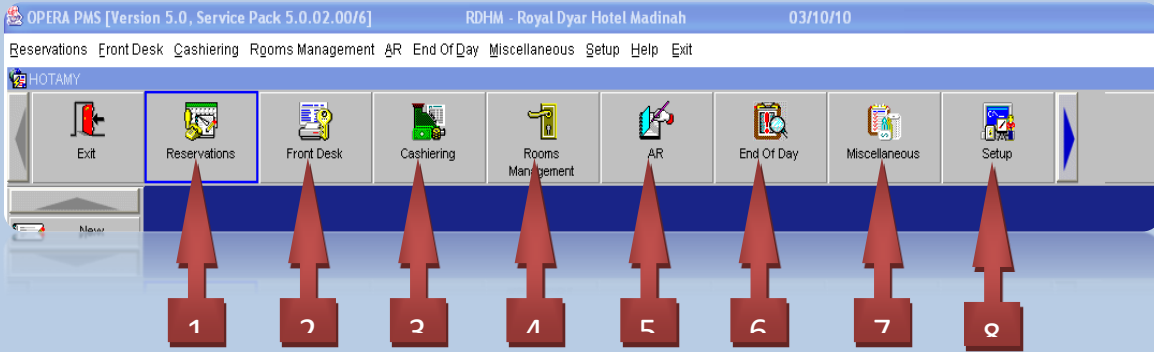 OPERA PMS [Version 5.0, Service Pack 5.0.02.00/6] RDHM - Royal Dyar Hotel Madinah 03/10/10
Reservations Front Desk Cashiering Rooms Management AR End Of Day Miscellaneous Setup Help Exit
HOTAMY
Exit Reservations Front Desk Cashiering Rooms Management AR End Of Day Miscellaneous Setup
New
1 2 3 4 5 6 7 8